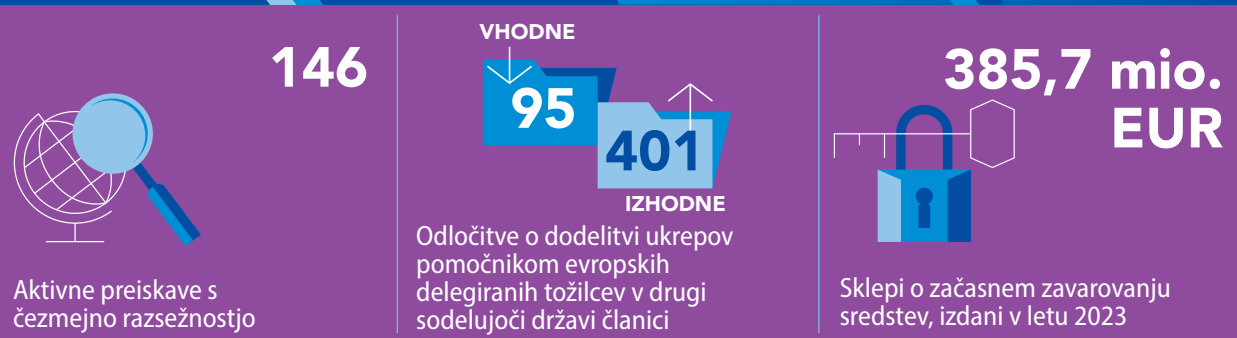 146
Aktivne preiskave s
čezmejno razsežnostjo
VHODNE
95
401
IZHODNE
Odločitve o dodelitvi ukrepov
pomočnikom evropskih
delegiranih tožilcev v drugi
sodelujoči državi članici
385,7 mio.
EUR
Sklepi o začasnem zavarovanju
sredstev, izdani v letu 2023